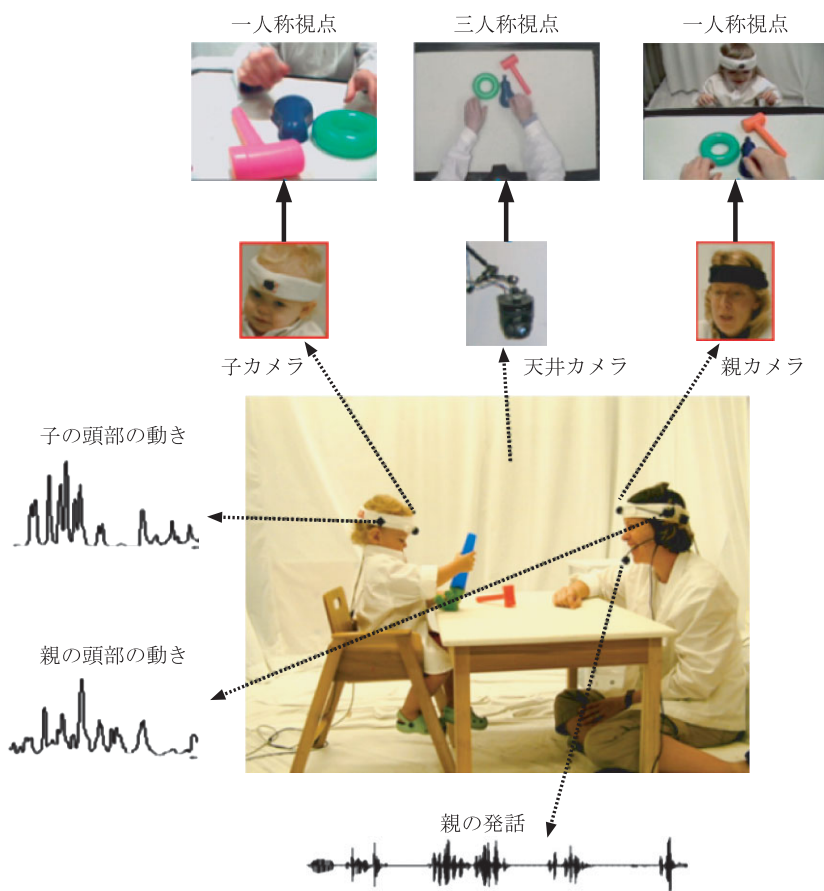 一人称視点
三人称視点
一人称視点
子カメラ
天井カメラ
親カメラ
子の頭部の動き
親の頭部の動き
親の発話